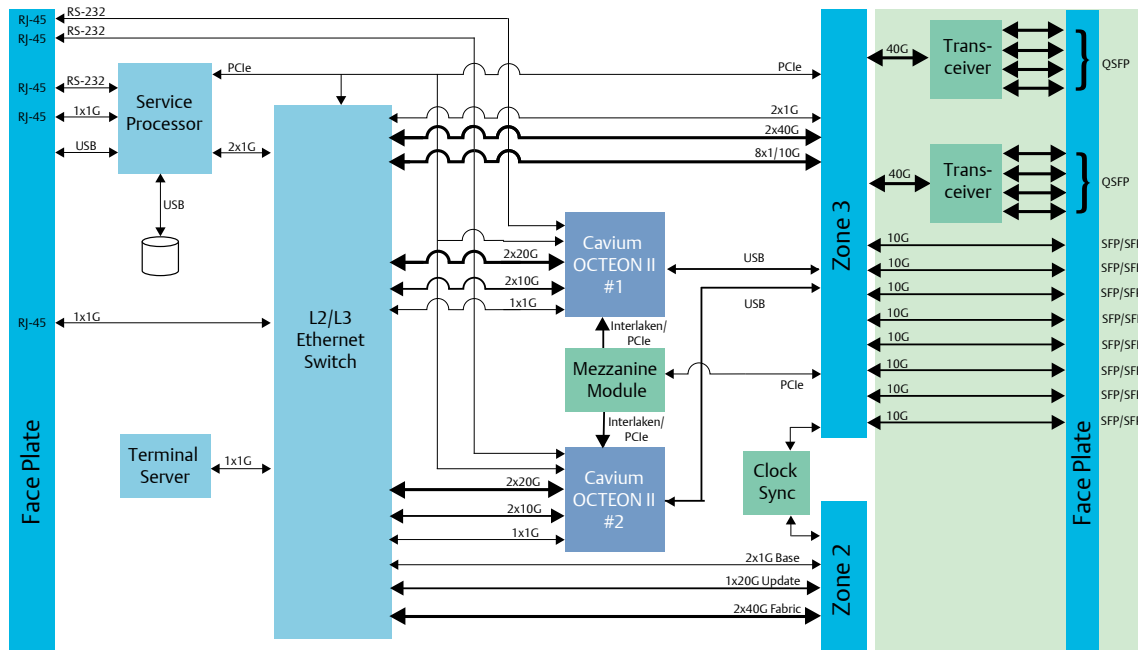 RJ-45
RS-232
RJ-45
RS-232
RJ-45
RS-232
RJ-45
1x1G
USB
Service
Processor
PCIe
2x1G
USB
RJ-45
1x1G
Terminal
Server
1x1G
Face Plate
L2/L3
Ethernet
Switch
PCIe
2x1G
2x40G
8x1/10G
2x20G
2x10G
1x1G
Cavium
OCTEON II
#1
USB
USB
Interlaken/
PCIe
Mezzanine
Module
PCIe
Interlaken/
PCIe
2x20G
2x10G
1x1G
Cavium
OCTEON II
#2
Clock
Sync
2x1G Base
1x20G Update
2x40G Fabric
Zone 3
Zone 2
40G
Trans-
ceiver
}
QSFP
40G
Trans-
ceiver
}
QSFP
10G
SFP/SF
10G
SFP/SF
10G
SFP/SF
10G
SFP/SF
10G
SFP/SF
10G
SFP/SF
10G
SFP/SF
10G
SFP/SF
Face Plate